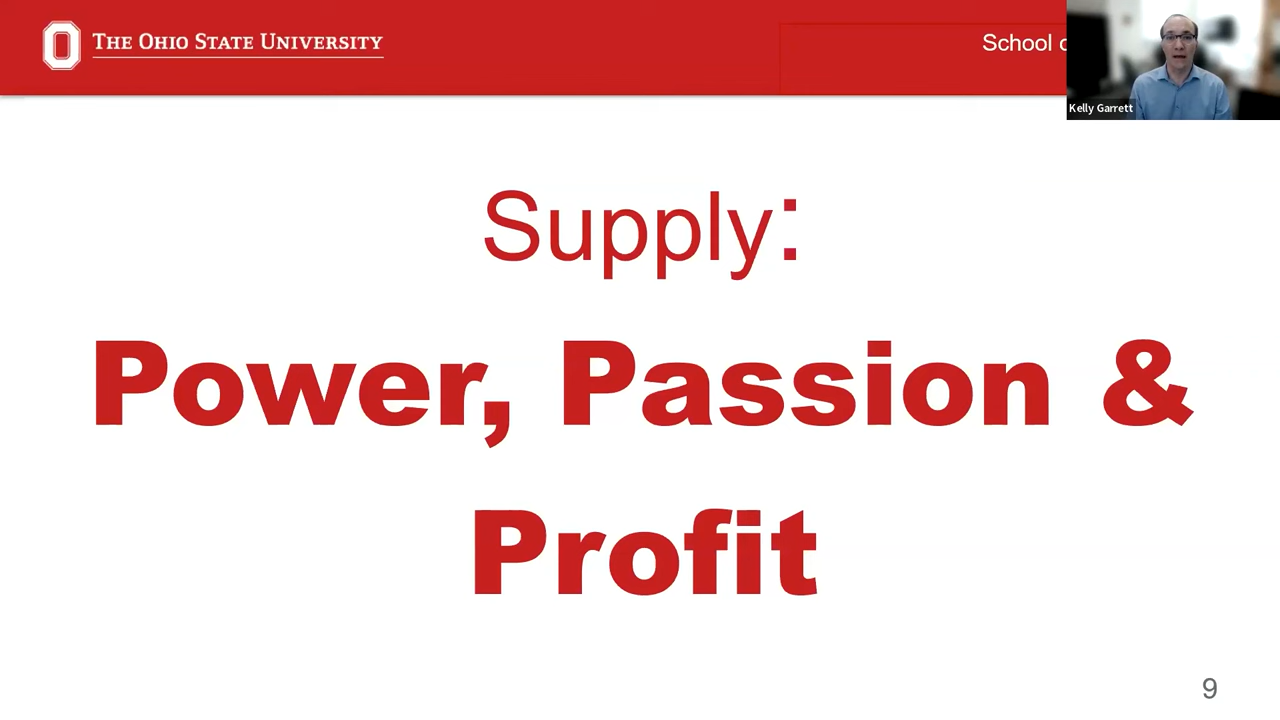 THE OHIO STATE UNIVERSITY
School
Kelly Garrett
Supply:
Power, Passion &
Profit
9